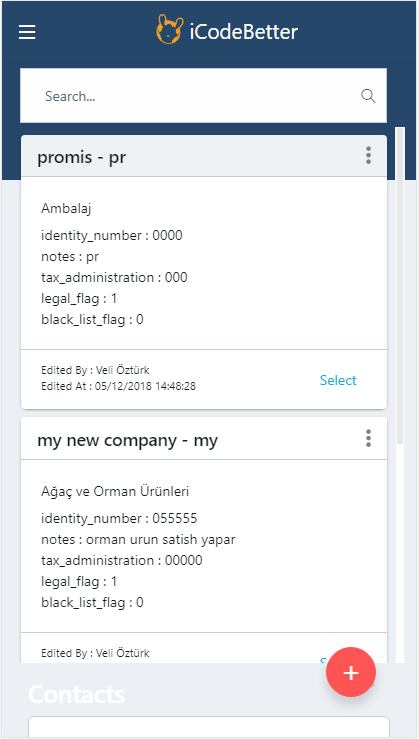 iCodeBetter
Search...
promis - pr
Ambalaj
identity_number : 0000
notes : pr
tax_administration : 000
legal_flag : 1
black_list_flag : 0
Edited By : Veli Öztürk
Edited At : 05/12/2018 14:48:28
Select
my new company - my
Ağaç ve Orman Ürünleri
identity_number : 055555
notes : orman urun satish yapar
tax_administration : 00000
legal_flag : 1
black_list_flag : 0
Edited By : Veli Öztürk
Contacts